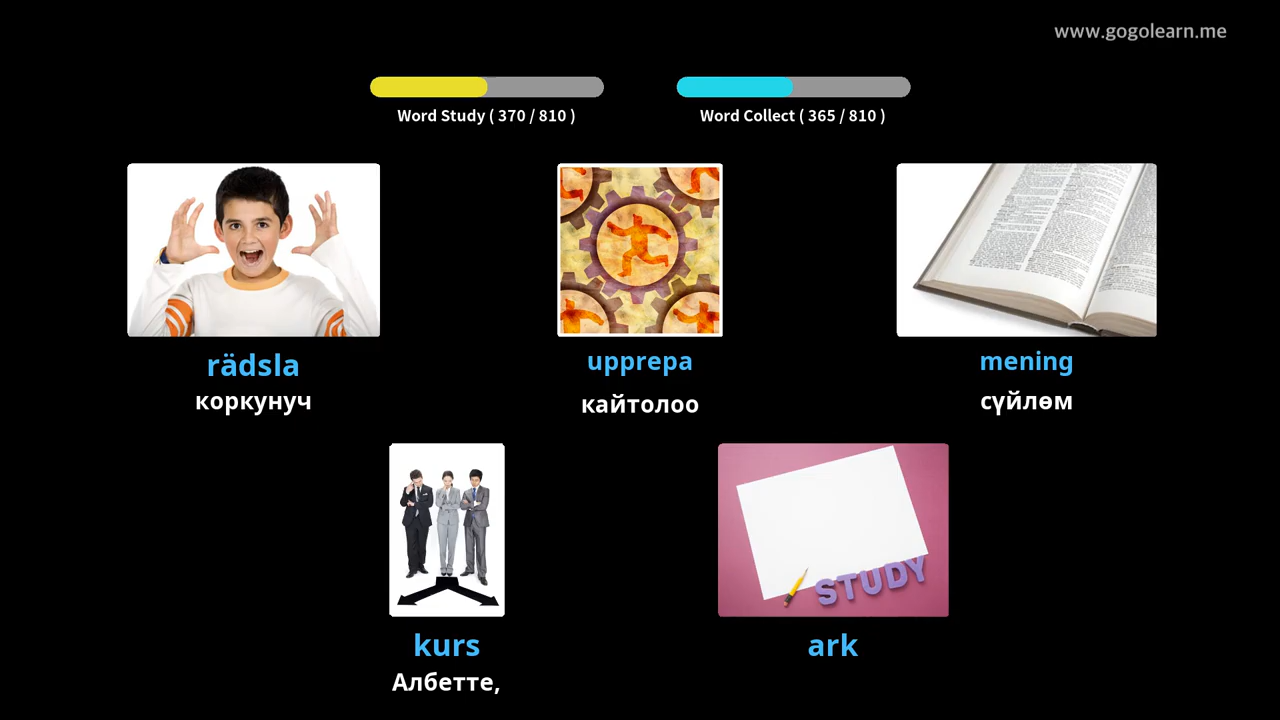 www.gogolearn.me
Word Study ( 370 / 810 )
Word Collect ( 365 / 810 )
rädsla
коркунуч
upprepa
кайтолоо
mening
сүйлөм
STUDY
kurs
Албетте,
ark